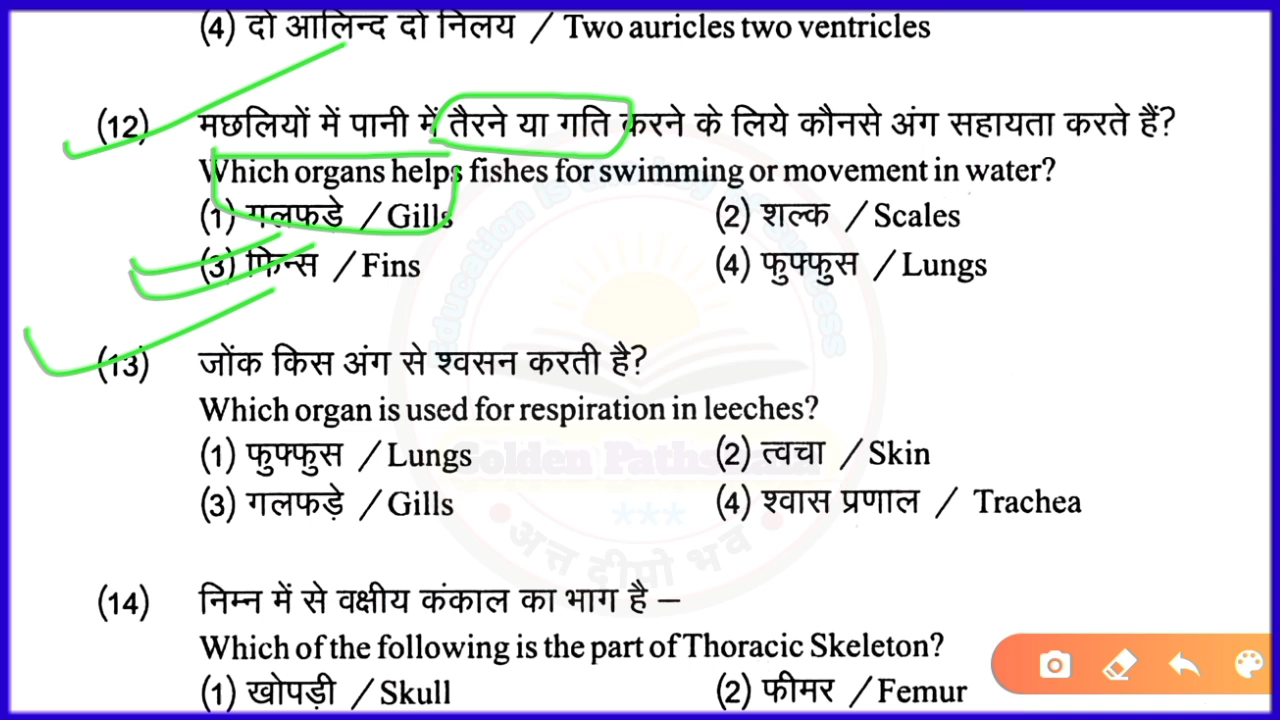 (4) दो आलिन्द दो निलय / Two auricles two ventricles
(12) मछलियों में पानी में तैरने या गति करने के लिये कौनसे अंग सहायता करते हैं?
Which organs helps fishes for swimming or movement in water?
(1) गलफडे / Gills (2) शल्क / Scales
(3) फिन्स / Fins (4) फुफ्फुस / Lungs
(13) जोंक किस अंग से श्वसन करती है?
Which organ is used for respiration in leeches?
(1) फुफ्फुस / Lungs (2) त्वचा / Skin
Golden Pathshala
(3) गलफड़े / Gills (4) श्वास प्रणाल / Trachea
अत्त दीपो भव
(14) निम्न में से वक्षीय कंकाल का भाग है –
Which of the following is the part of Thoracic Skeleton?
(1) खोपड़ी / Skull (2) फीमर / Femur